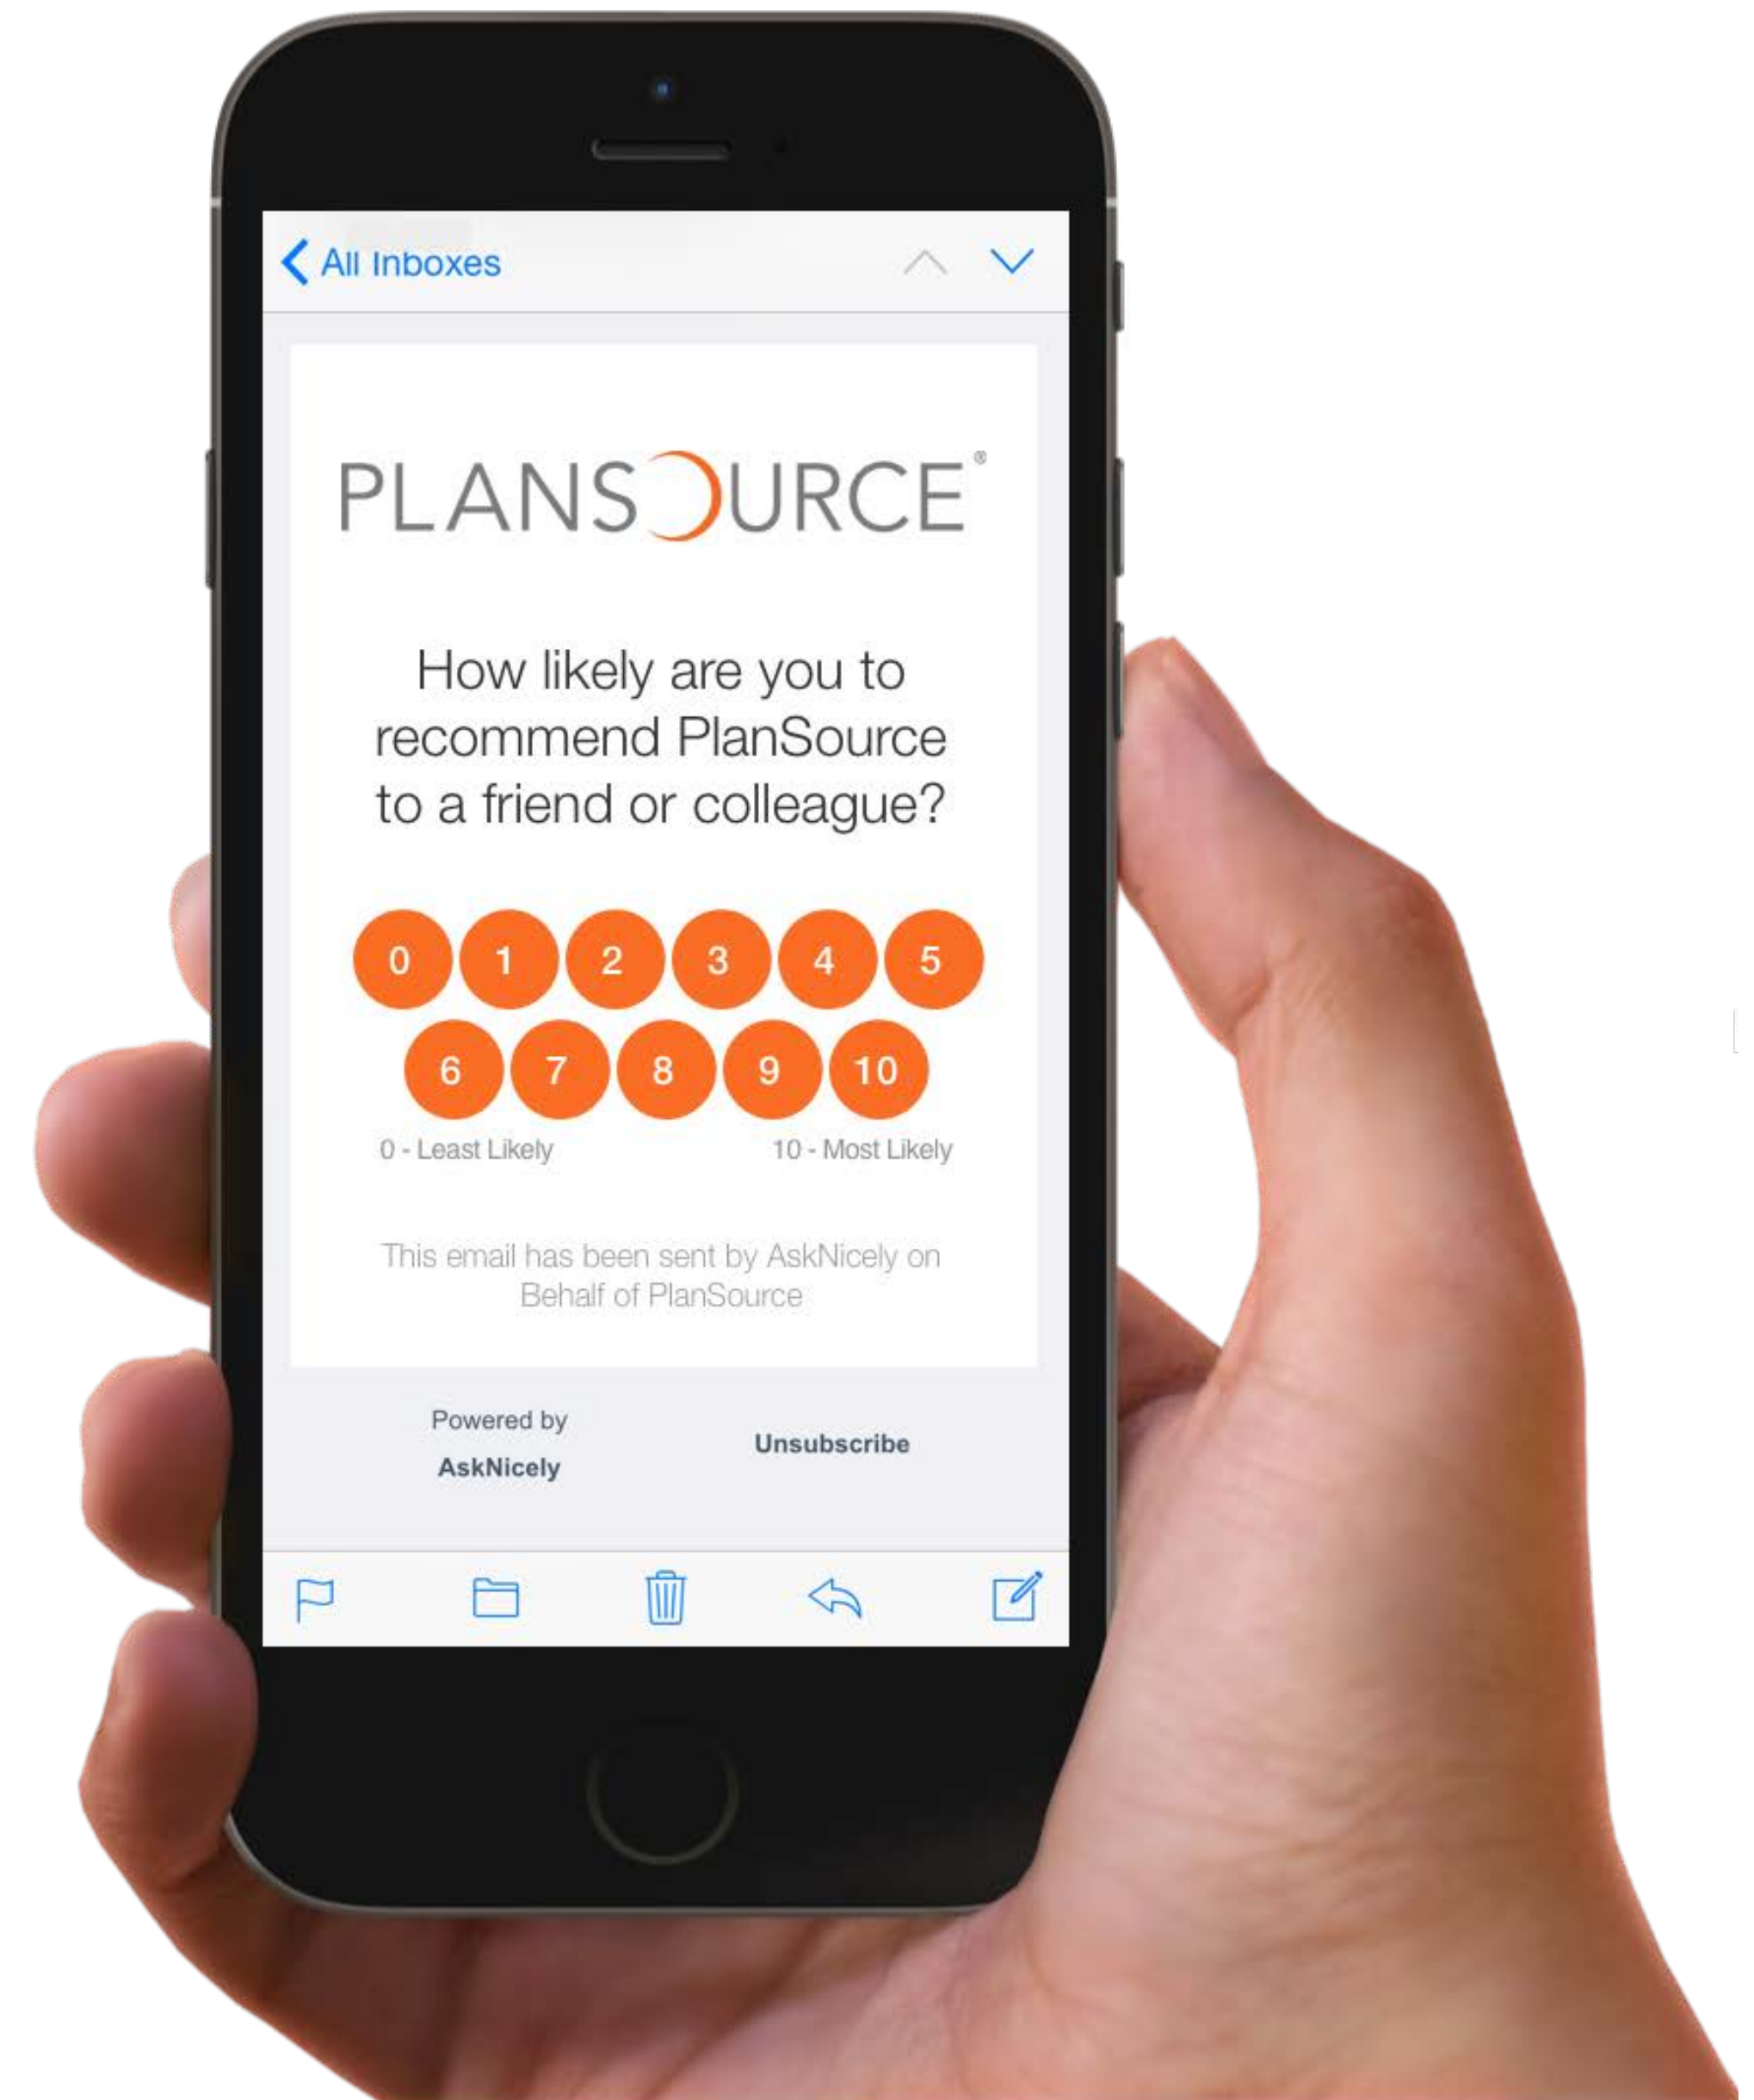 All Inboxes
PLANSOURCE®
How likely are you to
recommend PlanSource
to a friend or colleague?
0 1 2 3 4 5
6 7 8 9 10
0 - Least Likely 10 - Most Likely
This email has been sent by AskNicely on
Behalf of PlanSource
Powered by
AskNicely
Unsubscribe